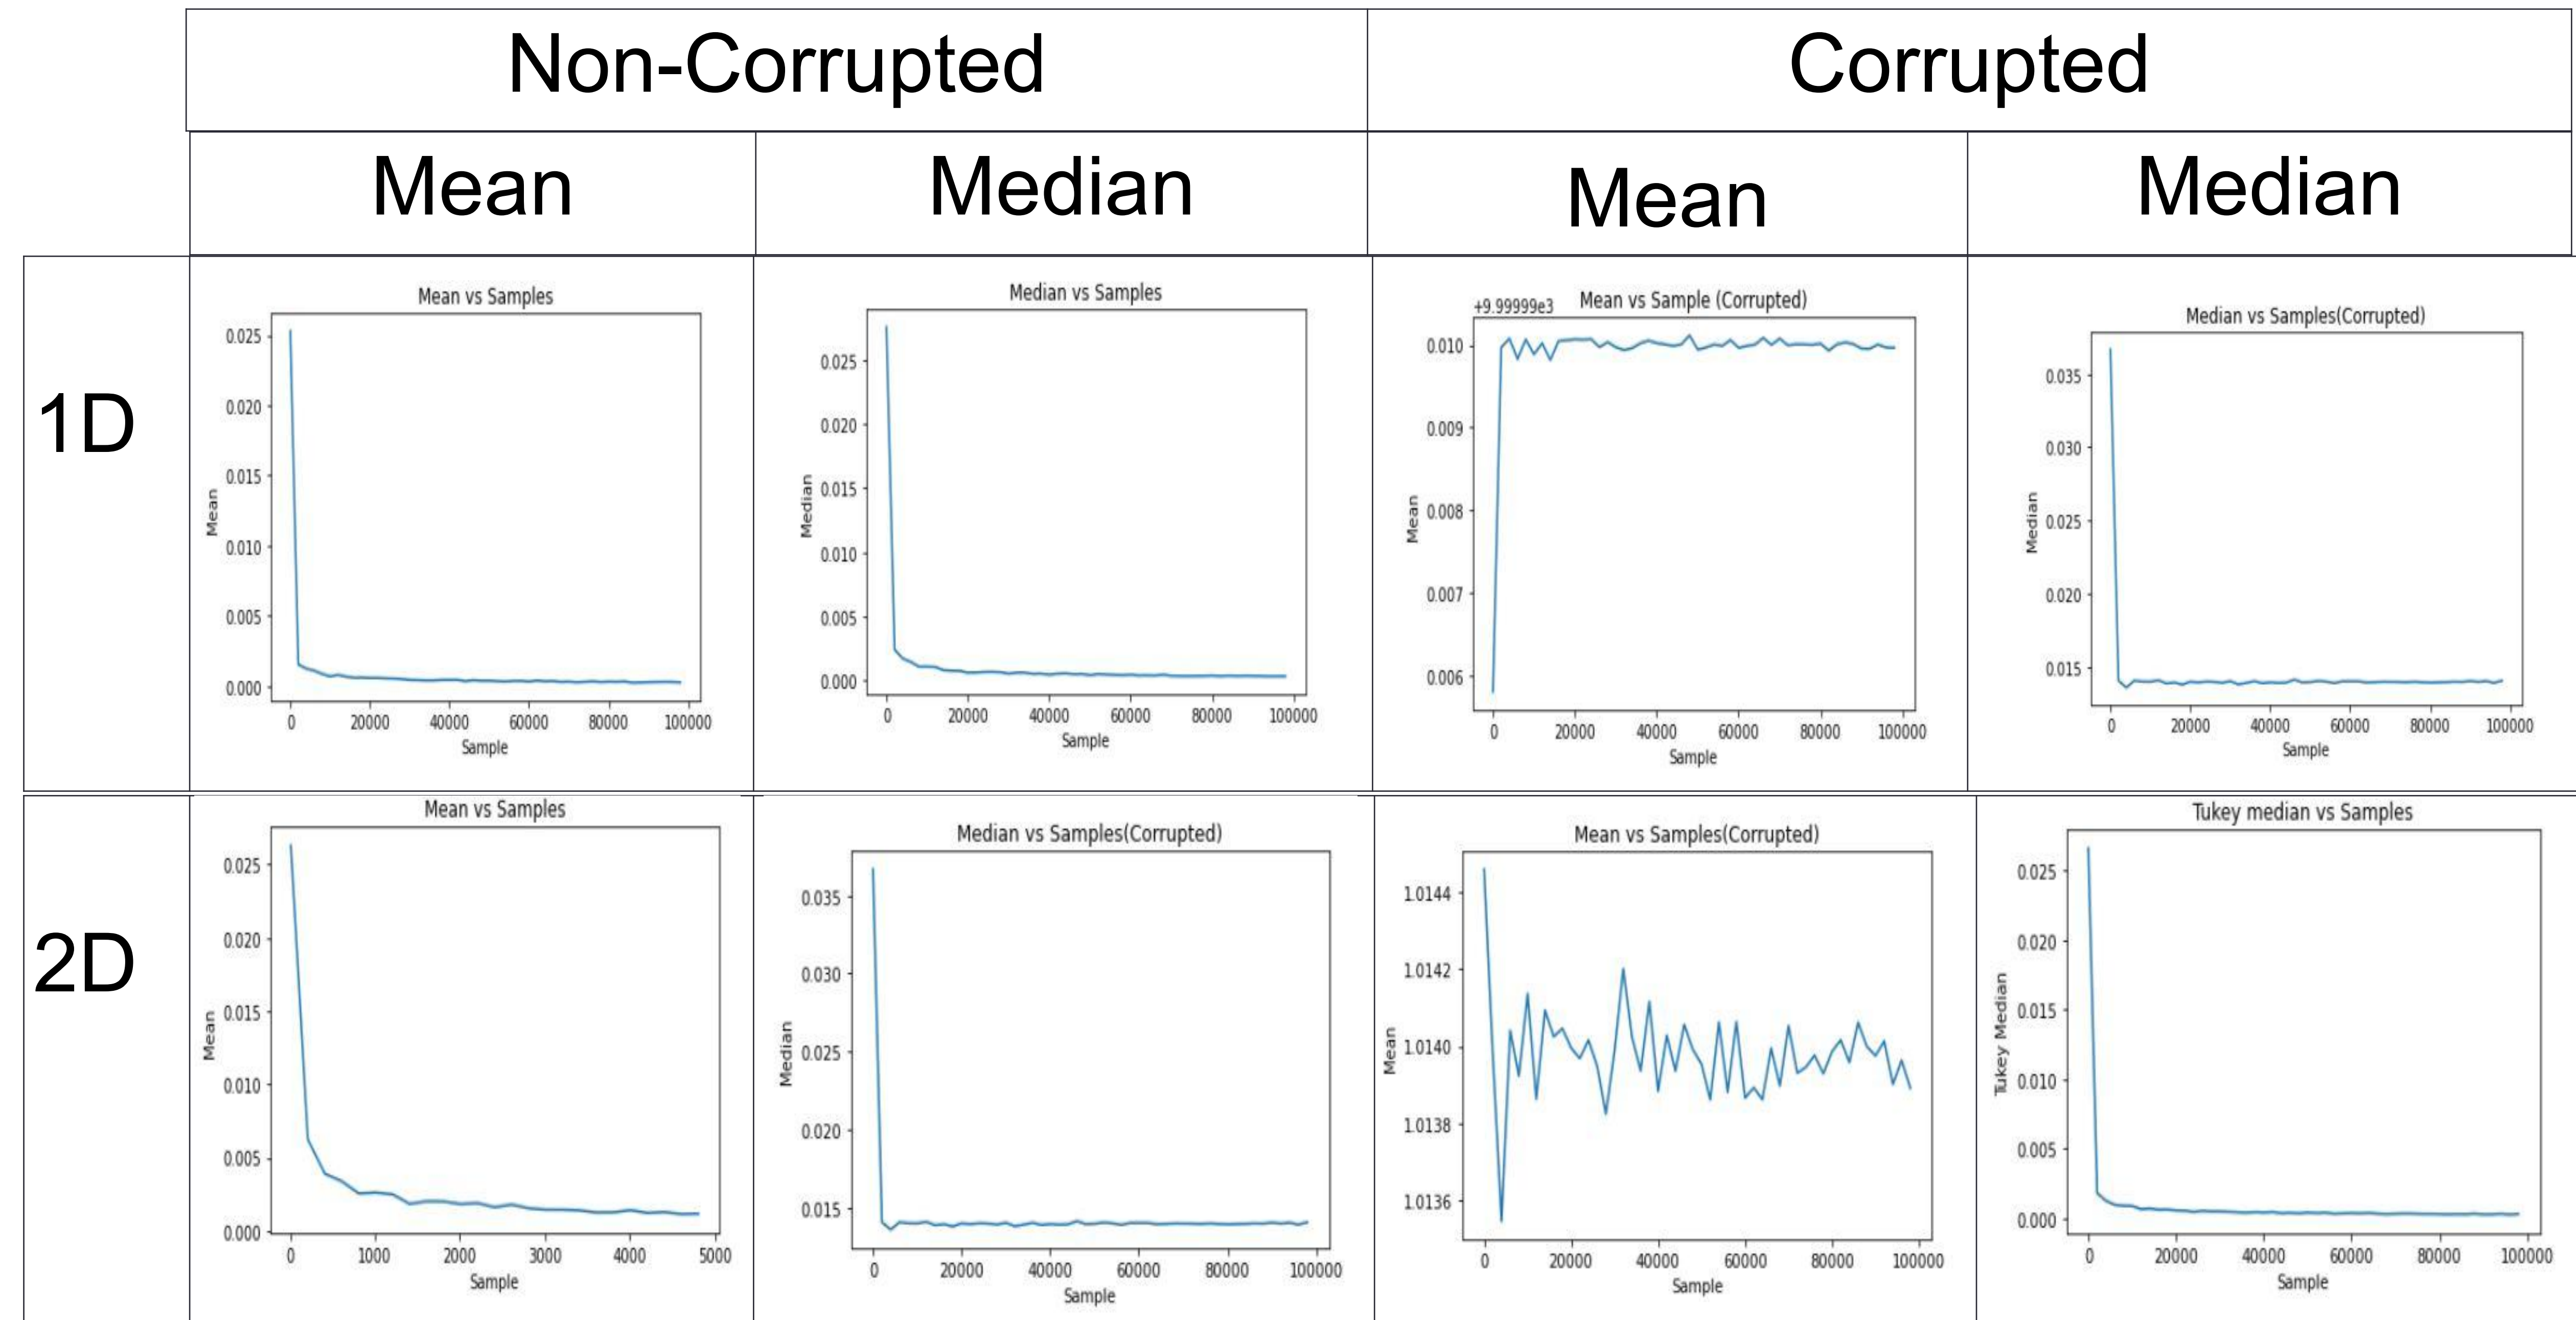 Non-Corrupted
Corrupted
Mean
Median
Mean
Median
1D
Mean vs Samples
Mean
0.025
0.020
0.015
0.010
0.005
0.000
0 20000 40000 60000 80000 100000
Sample
Median vs Samples
Median
0.025
0.020
0.015
0.010
0.005
0.000
0 20000 40000 60000 80000 100000
Sample
+9.99999e3
Mean vs Sample (Corrupted)
Mean
0.010
0.009
0.008
0.007
0.006
0 20000 40000 60000 80000 100000
Sample
Median vs Samples(Corrupted)
Median
0.035
0.030
0.025
0.020
0.015
0 20000 40000 60000 80000 100000
Sample
2D
Mean vs Samples
Mean
0.025
0.020
0.015
0.010
0.005
0.000
0 1000 2000 3000 4000 5000
Sample
Median vs Samples(Corrupted)
Median
0.035
0.030
0.025
0.020
0.015
0 20000 40000 60000 80000 100000
Sample
Mean vs Samples(Corrupted)
Mean
1.0144
1.0142
1.0140
1.0138
1.0136
0 20000 40000 60000 80000 100000
Sample
Tukey median vs Samples
Tukey Median
0.025
0.020
0.015
0.010
0.005
0.000
0 20000 40000 60000 80000 100000
Sample